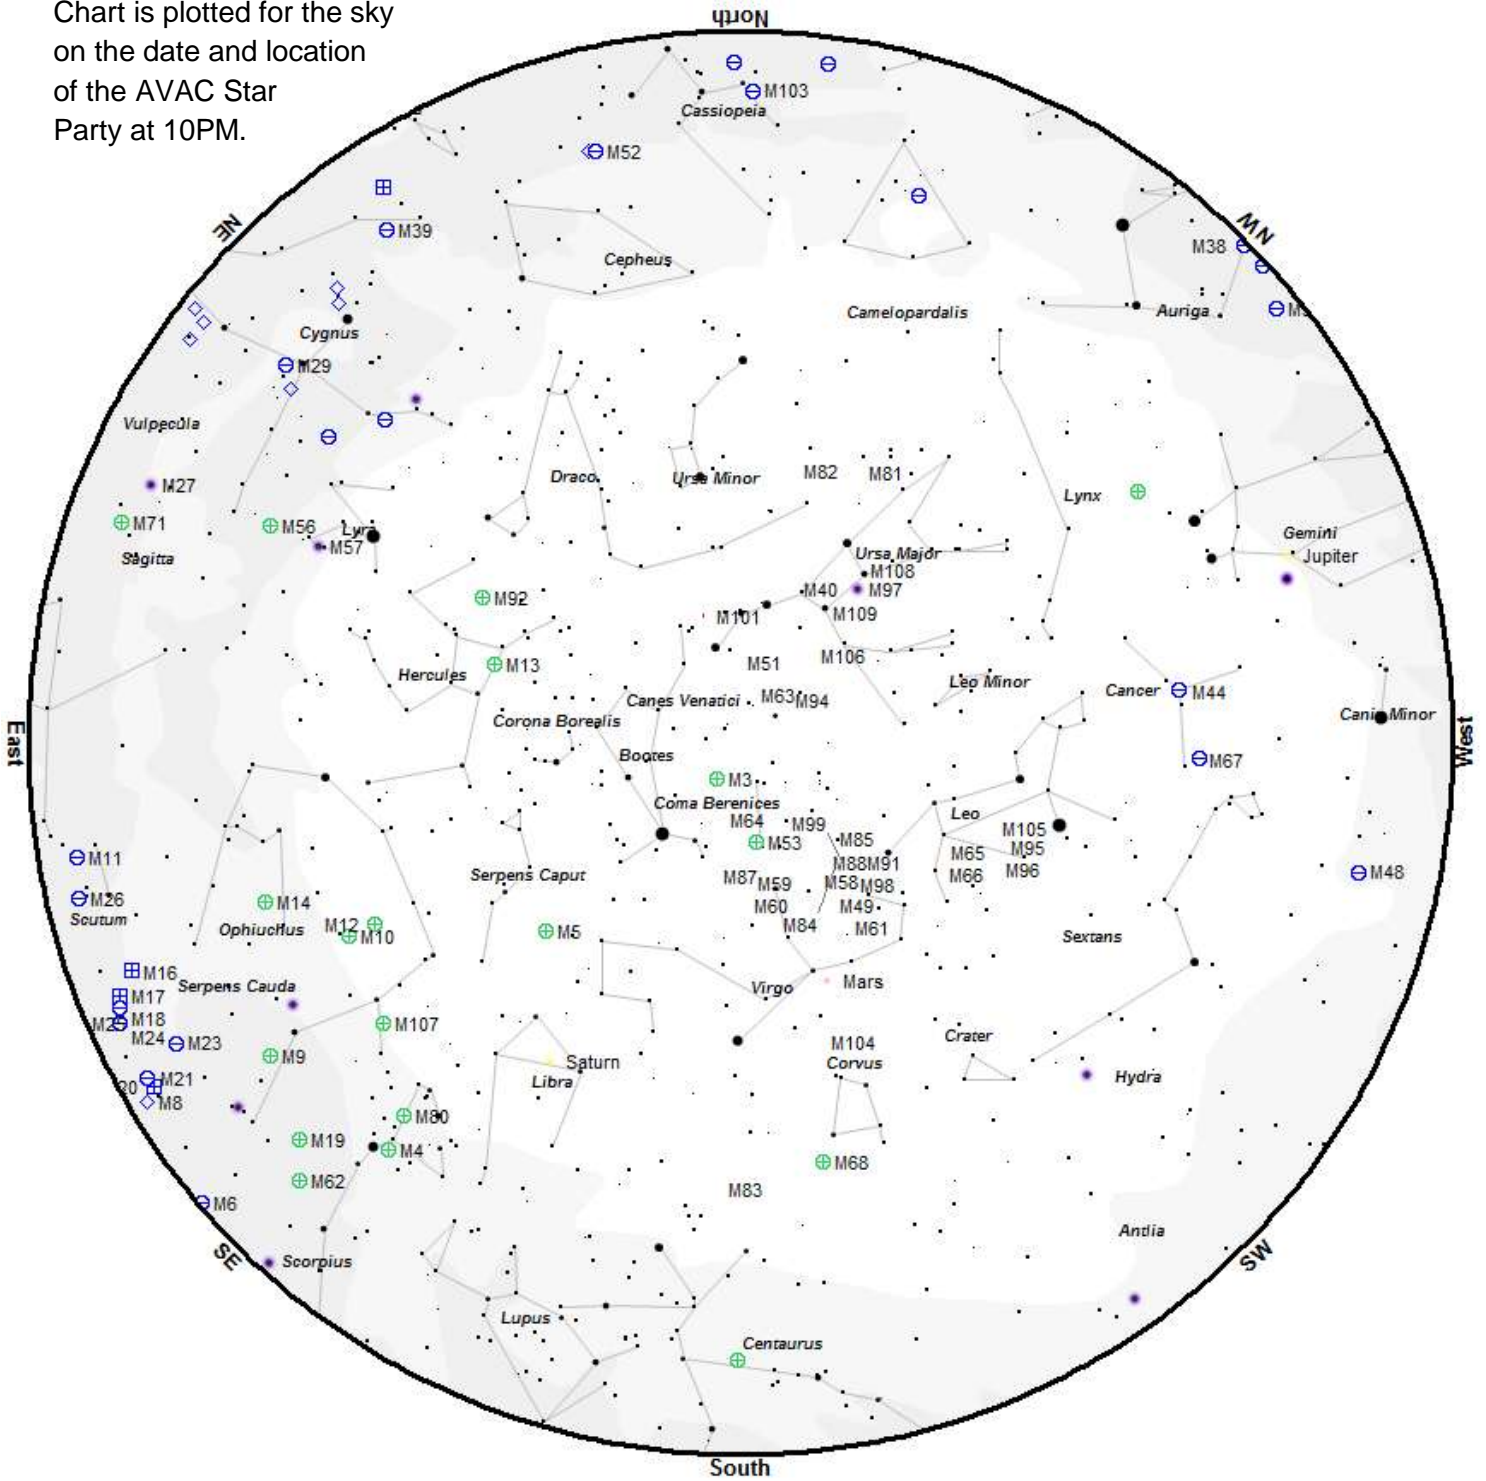 Chart is plotted for the sky
on the date and location
of the AVAC Star
Party at 10PM.
North
M103
Cassiopeia
M52
NE
M39
NW
M38
Cepheus
Camelopardalis
Auriga
Cygnus
M29
Vulpecula
M27
Draco
Ursa Minor
M82
M81
Lynx
M71
M56
Lyra
M57
Sagitta
Gemini
Jupiter
Ursa Major
M108
M92
M40
M97
M101
M109
M13
Hercules
M51
M106
Leo Minor
Cancer
M44
Canes Venatici
M63
M94
Corona Borealis
Canis Minor
East
West
Bootes
M67
M3
Coma Berenices
M64
M99
Leo
M53
M85
M105
M95
M65
M11
M88
M91
M96
M48
Serpens Caput
M87
M59
M58
M98
M66
M26
M14
M60
M49
Scutum
Ophiuchus
M12
M10
M5
M84
M61
Sextans
M16
Serpens Cauda
Virgo
Mars
M17
M18
M25
M24
M23
M107
M104
Crater
M9
Saturn
Corvus
Libra
Hydra
M21
20
M8
M80
M19
M4
M68
M62
M83
M6
Antlia
SE
Scorpius
SW
Lupus
Centaurus
South